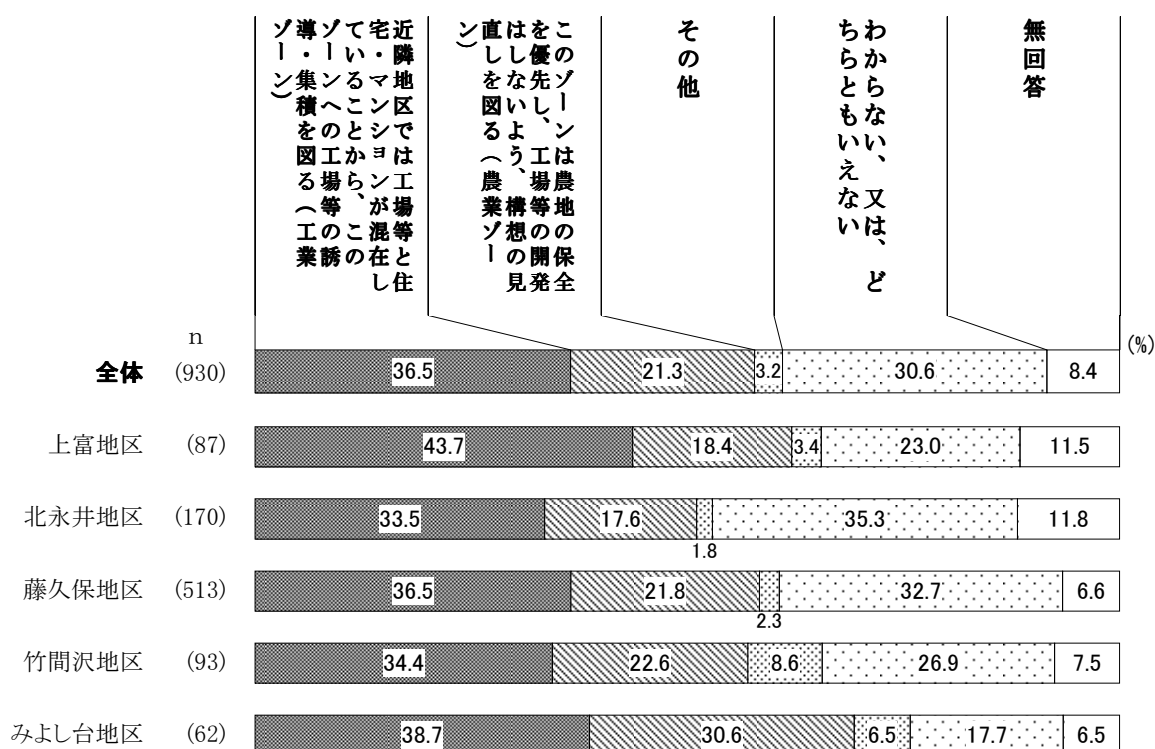 近隣地区では工場等と住
宅・マンションが混在し
ていることから、この
ゾーンへの工場等の誘
導・集積を図る（工業
ゾーン）
このゾーンは農地の保全
を優先し、工場等の開発
はしないよう、構想の見
直しを図る（農業ゾー
ン）
その他
わからない、又は、ど
ちらともいえない
無回答
n
(%)
全体 (930) 36.5 21.3 3.2 30.6 8.4
上富地区 (87) 43.7 18.4 3.4 23.0 11.5
北永井地区 (170) 33.5 17.6 35.3 11.8
1.8
藤久保地区 (513) 36.5 21.8 32.7 6.6
2.3
竹間沢地区 (93) 34.4 22.6 8.6 26.9 7.5
みよし台地区 (62) 38.7 30.6 6.5 17.7 6.5